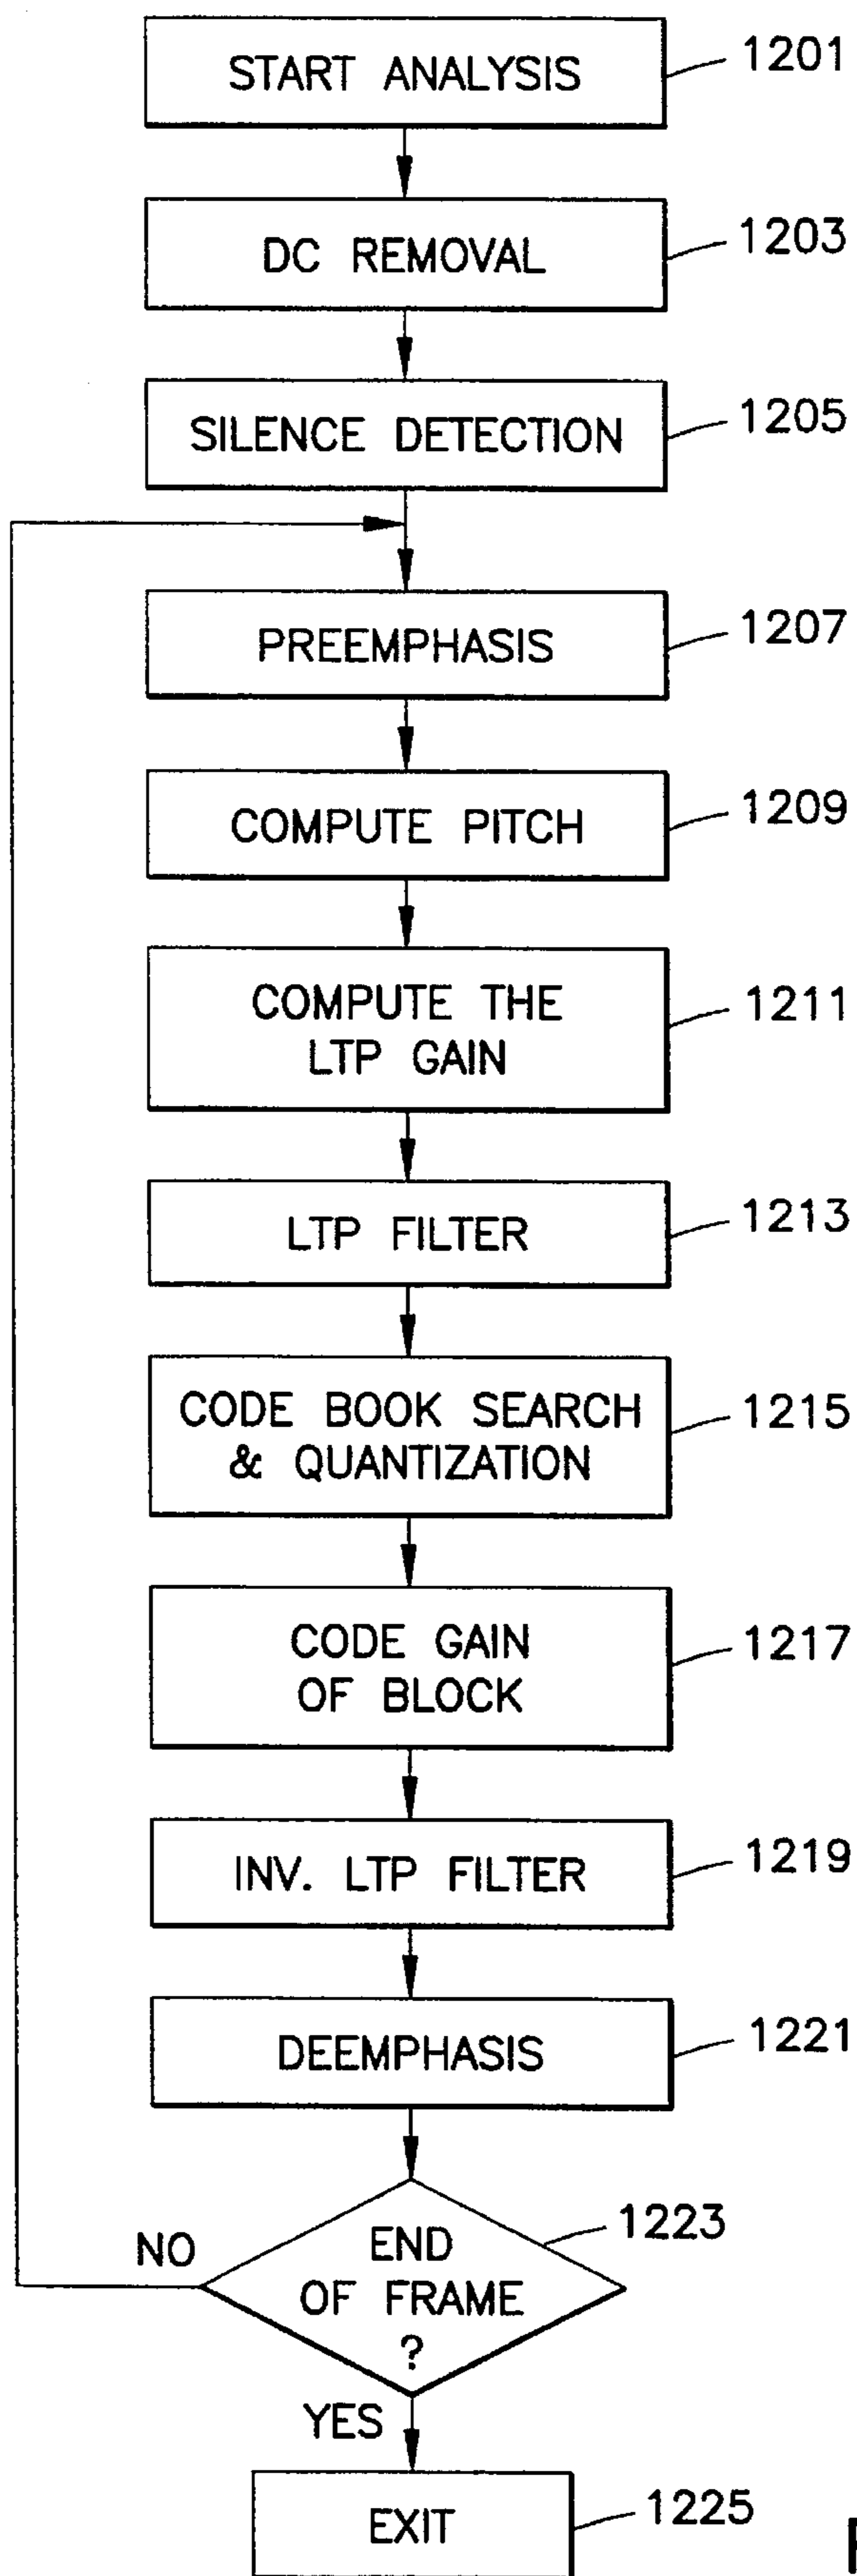 START ANALYSIS
1201
DC REMOVAL
1203
SILENCE DETECTION
1205
PREEMPHASIS
1207
COMPUTE PITCH
1209
COMPUTE THE
LTP GAIN
1211
LTP FILTER
1213
CODE BOOK SEARCH
& QUANTIZATION
1215
CODE GAIN
OF BLOCK
1217
INV. LTP FILTER
1219
DEEMPHASIS
1221
END
OF FRAME
?
1223
NO
YES
EXIT
1225